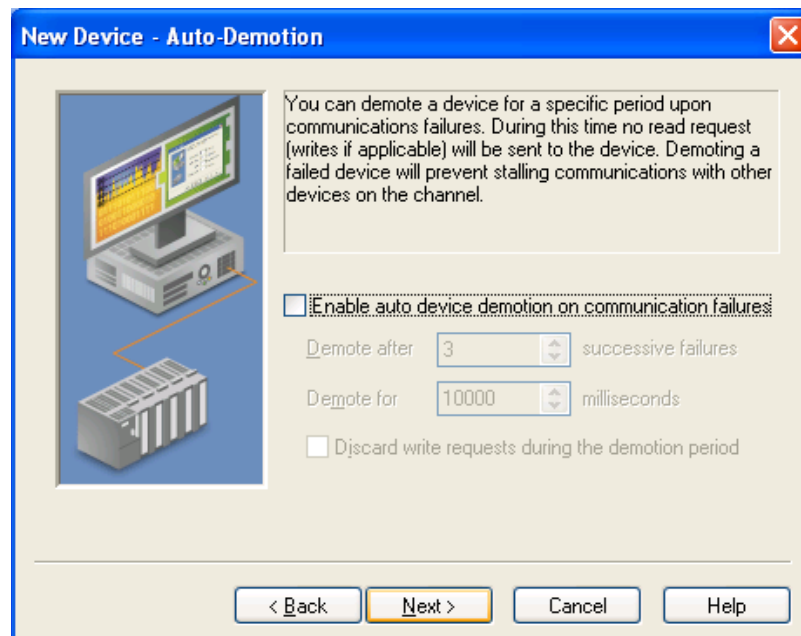 New Device - Auto-Demotion
You can demote a device for a specific period upon
communications failures. During this time no read request
(writes if applicable) will be sent to the device. Demoting a
failed device will prevent stalling communications with other
devices on the channel.
Enable auto device demotion on communication failures
Demote after 3 successive failures
Demote for 10000 milliseconds
Discard write requests during the demotion period
< Back Next > Cancel Help